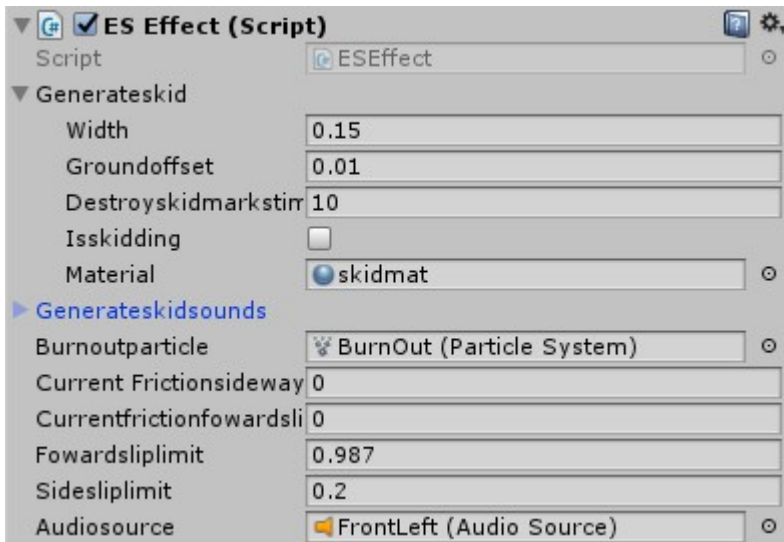 ES Effect (Script)
Script ESEffect
Generateskid
Width 0.15
Groundoffset 0.01
Destroyskidmarkstim 10
Isskidding
Material skidmat
Generateskidsounds
Burnoutparticle BurnOut (Particle System)
Current Frictionsideway 0
Currentfrictionfowardsli 0
Fowardsliplimit 0.987
Sidesliplimit 0.2
Audiosource FrontLeft (Audio Source)